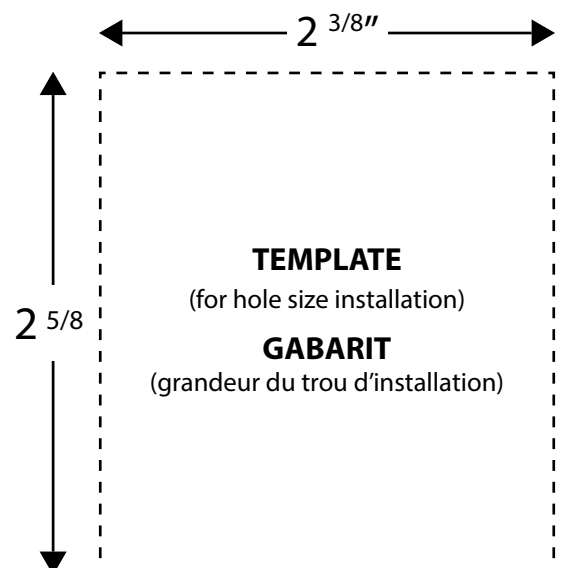 2 3/8"
TEMPLATE
(for hole size installation)
2 5/8
GABARIT
(grandeur du trou d’installation)